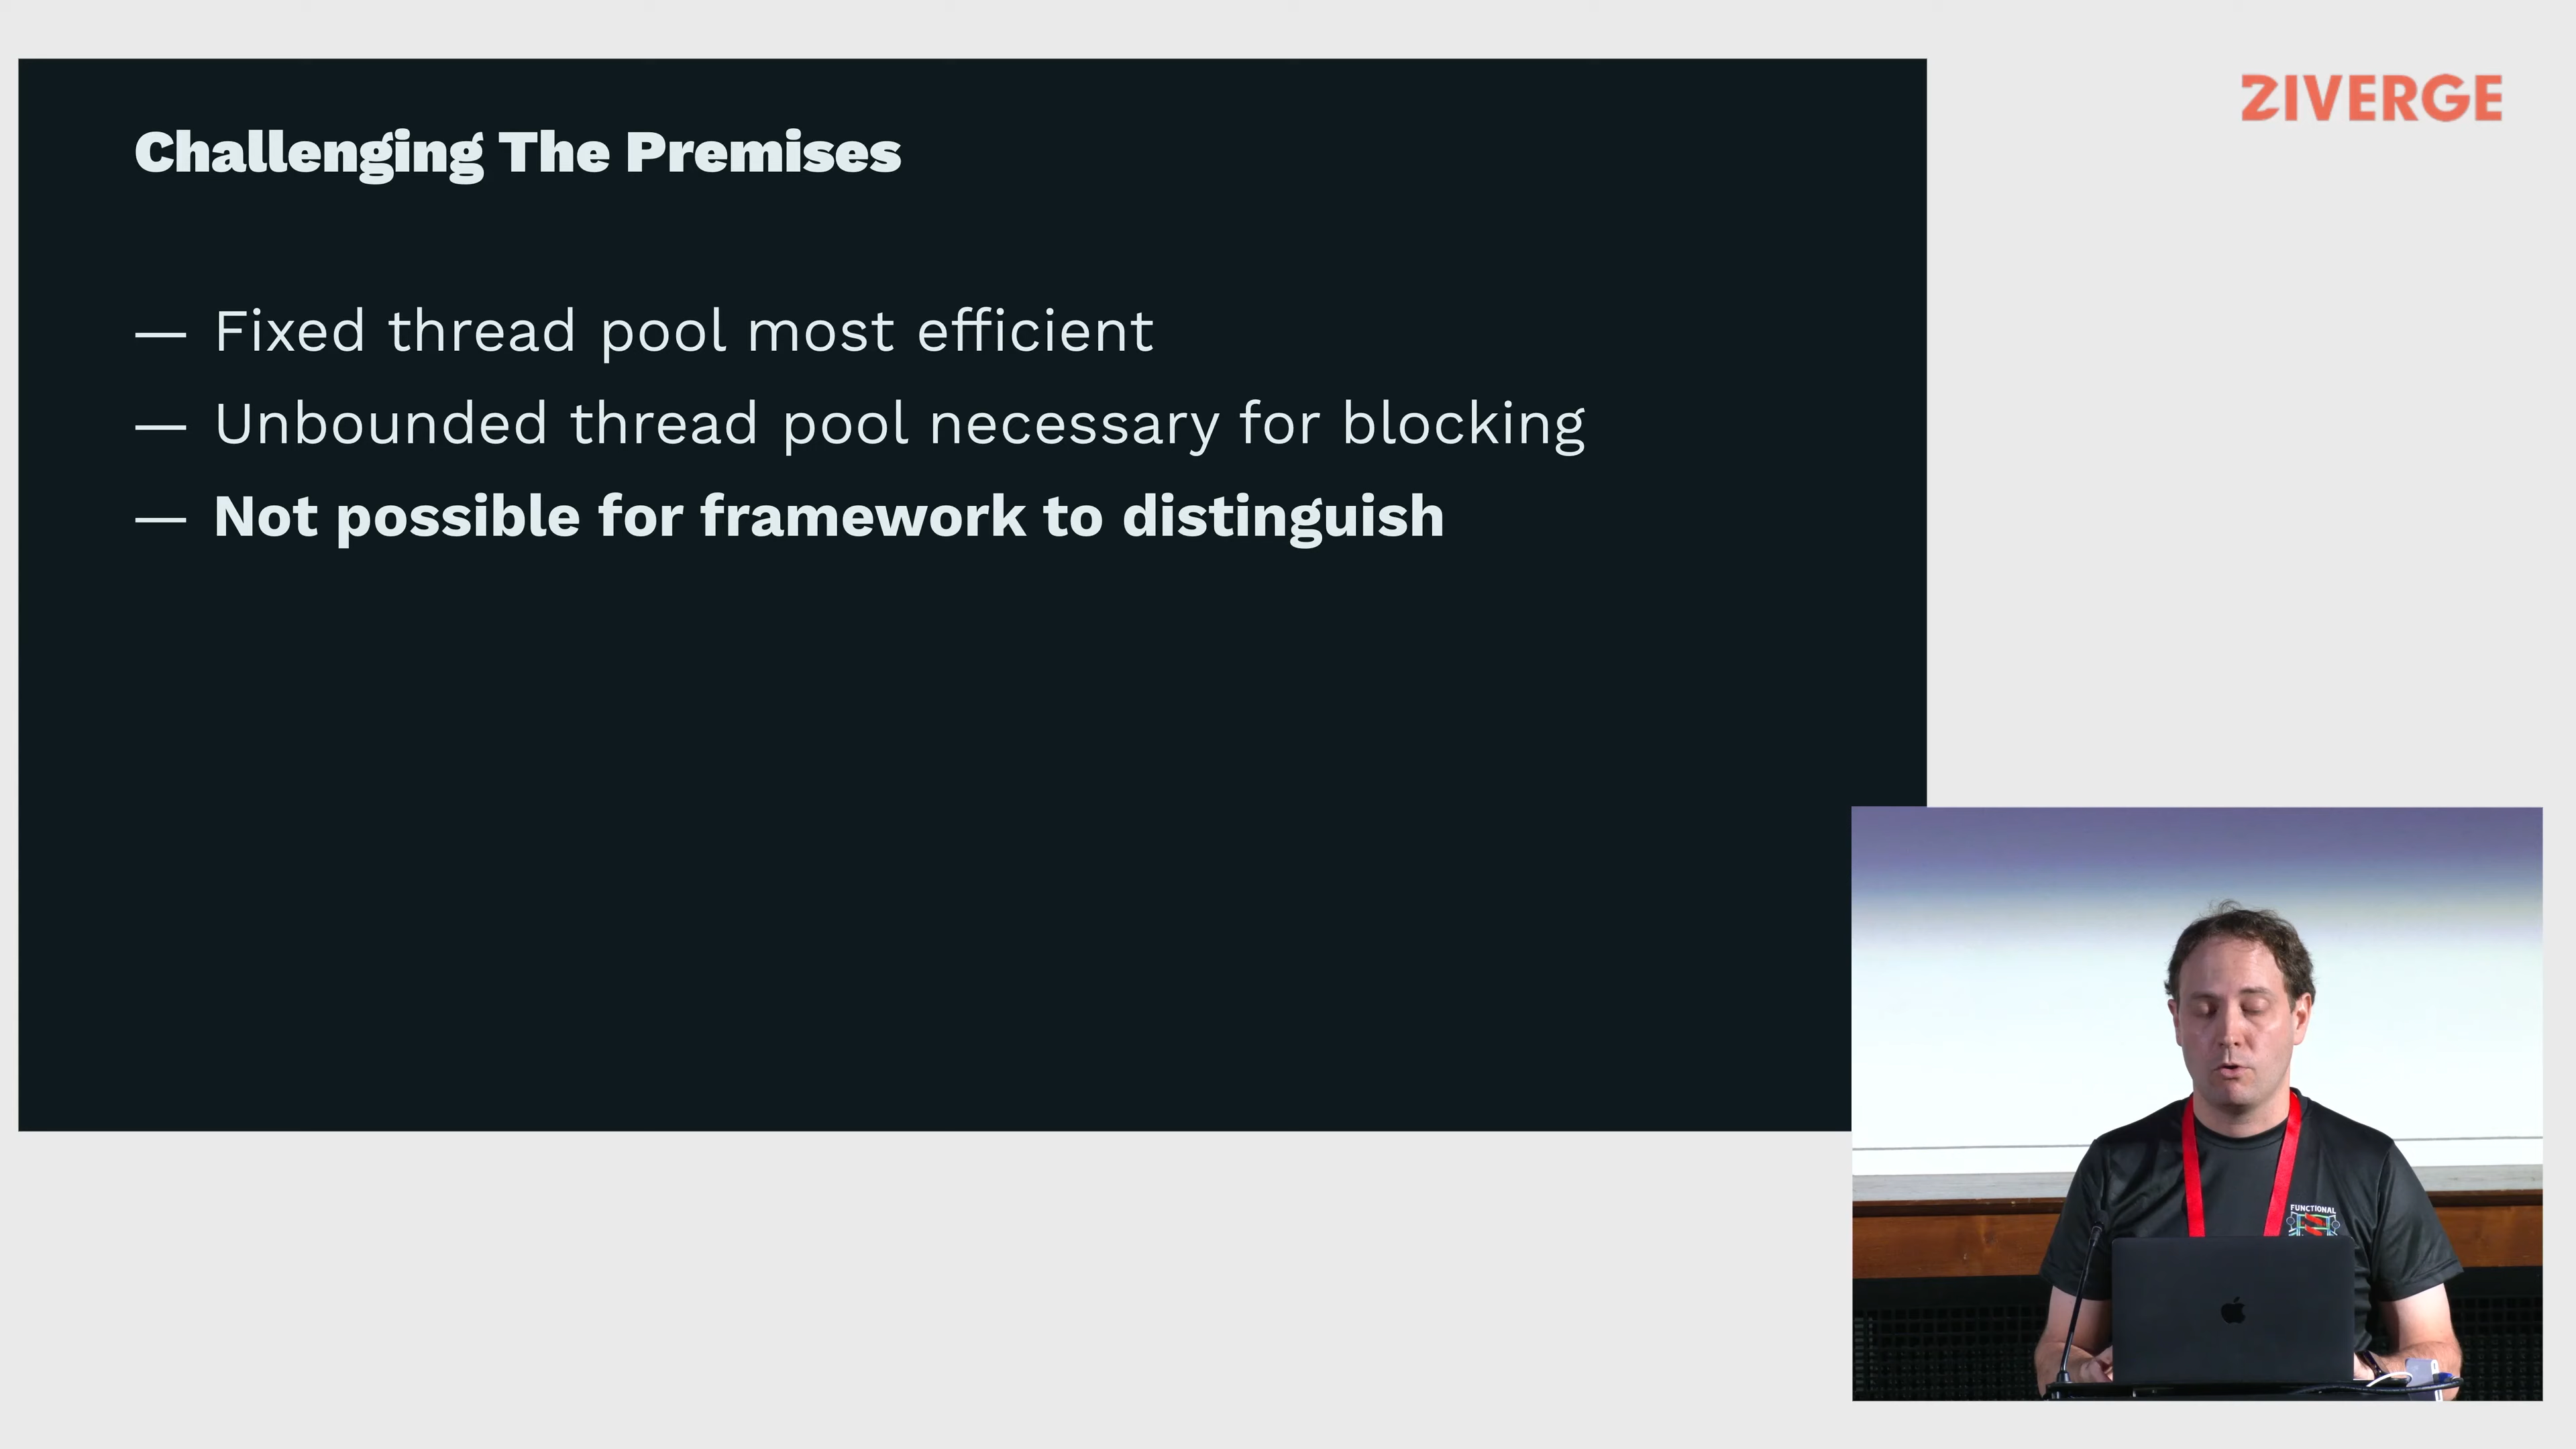 ZIVERGE
Challenging The Premises
— Fixed thread pool most efficient
— Unbounded thread pool necessary for blocking
— Not possible for framework to distinguish
FUNCTIONAL